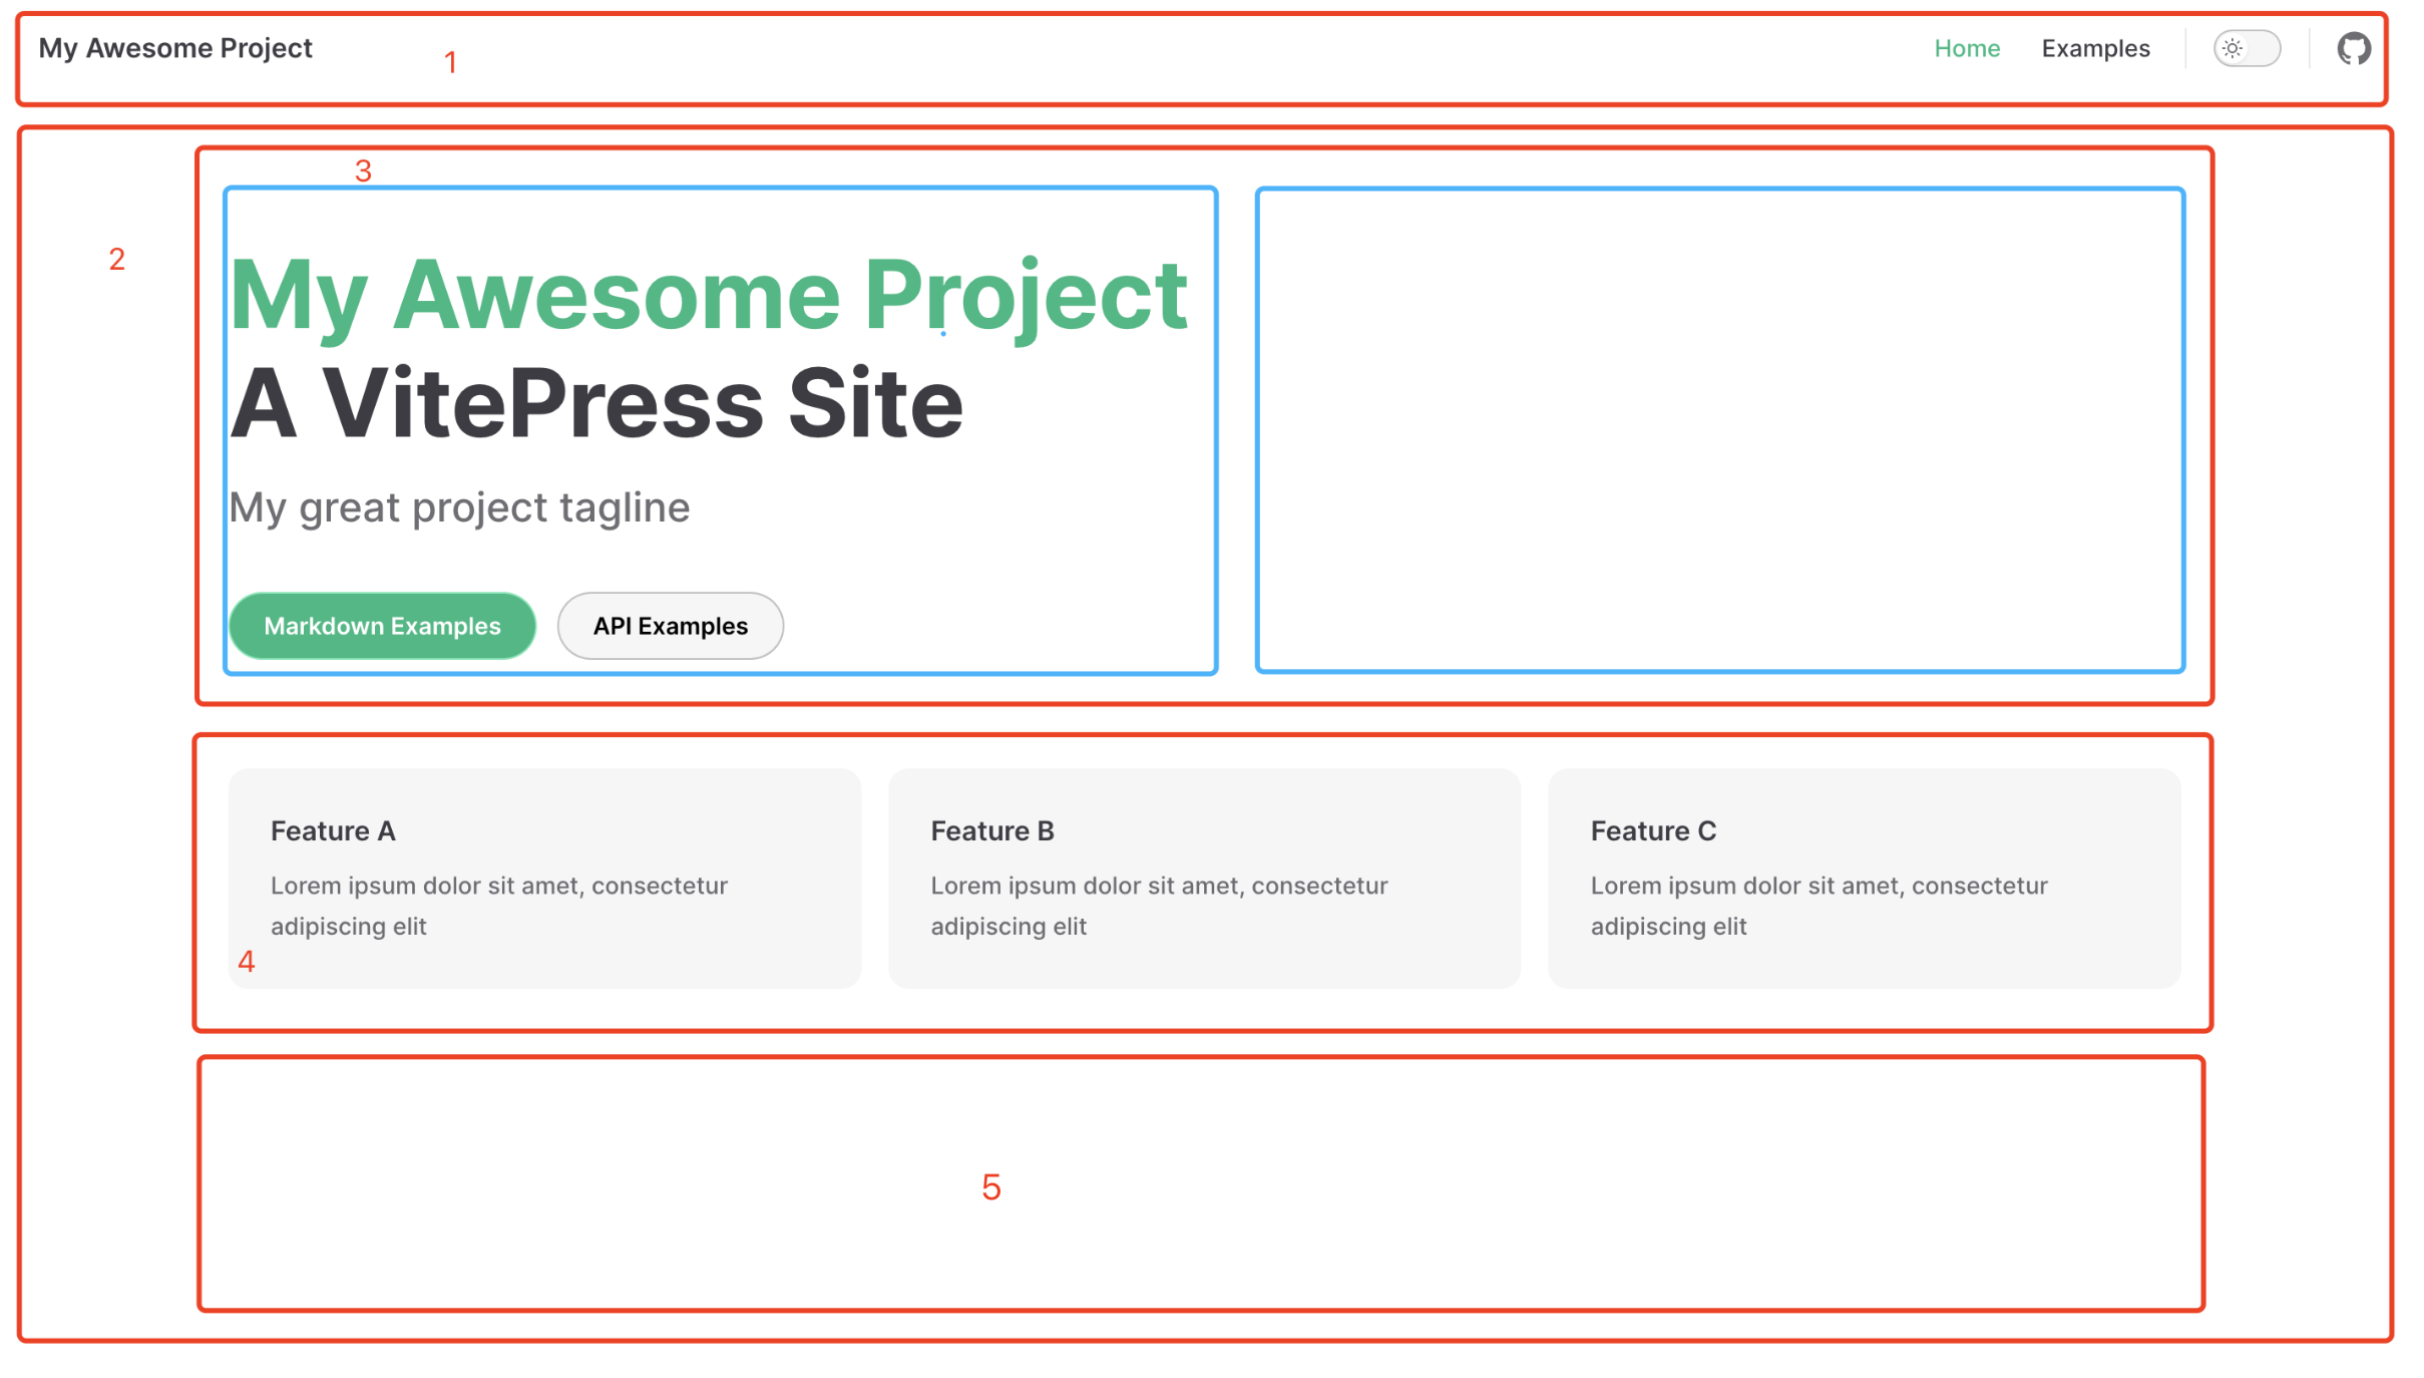 My Awesome Project
1
Home
Examples
3
2
My Awesome Project
A VitePress Site
My great project tagline
Markdown Examples
API Examples
Feature A
Lorem ipsum dolor sit amet, consectetur
adipiscing elit
4
Feature B
Lorem ipsum dolor sit amet, consectetur
adipiscing elit
Feature C
Lorem ipsum dolor sit amet, consectetur
adipiscing elit
5